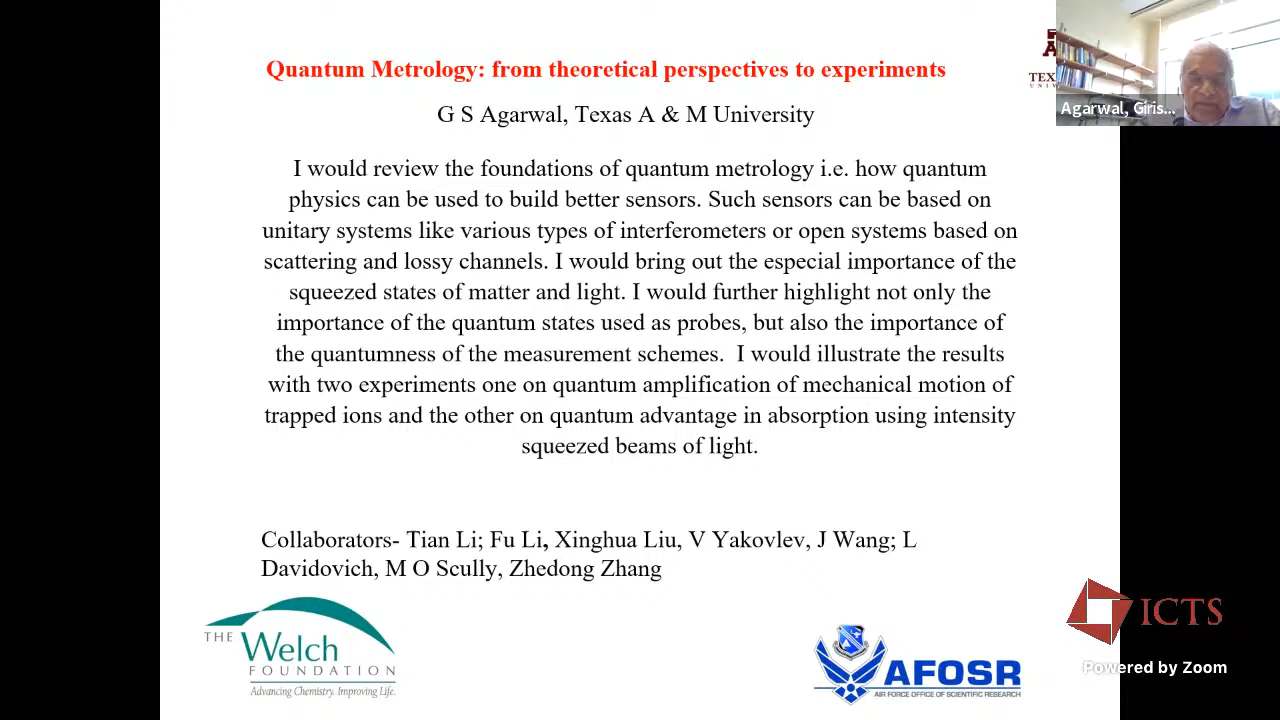 Quantum Metrology: from theoretical perspectives to experiments
G S Agarwal, Texas A & M University
I would review the foundations of quantum metrology i.e. how quantum
physics can be used to build better sensors. Such sensors can be based on
unitary systems like various types of interferometers or open systems based on
scattering and lossy channels. I would bring out the especial importance of the
squeezed states of matter and light. I would further highlight not only the
importance of the quantum states used as probes, but also the importance of
the quantumness of the measurement schemes.  I would illustrate the results
with two experiments one on quantum amplification of mechanical motion of
trapped ions and the other on quantum advantage in absorption using intensity
squeezed beams of light.
Collaborators- Tian Li; Fu Li, Xinghua Liu, V Yakovlev, J Wang; L
Davidovich, M O Scully, Zhedong Zhang
THE
Welch
FOUNDATION
Advancing Chemistry. Improving Life.
AFOSR
AIR FORCE OFFICE OF SCIENTIFIC RESEARCH
Agarwal, Giris...
ICTS
Powered by Zoom